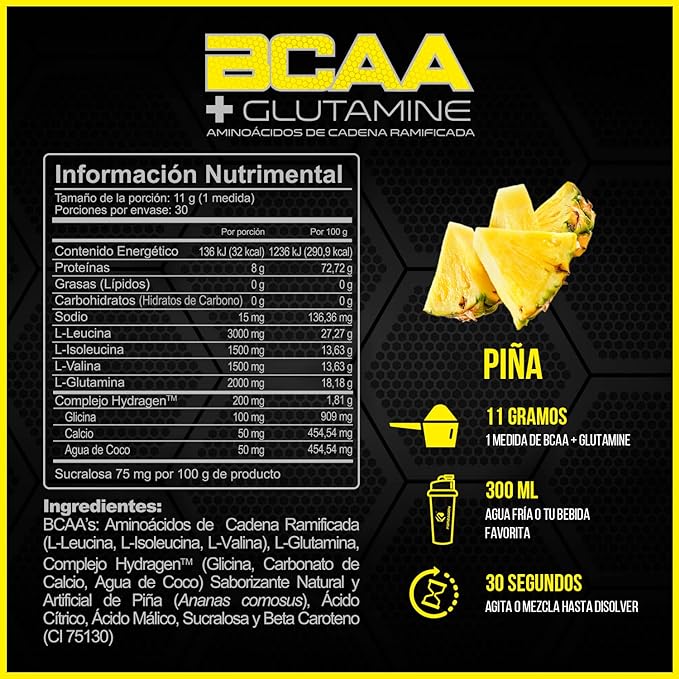 BCAA
+ GLUTAMINE
AMINOÁCIDOS DE CADENA RAMIFICADA
Información Nutrimental
Tamaño de la porción: 11 g (1 medida)
Porciones por envase: 30
Por porción Por 100 g
Contenido Energético 136 kJ (32 kcal) 1236 kJ (290,9 kcal)
Proteínas 8 g 72,72 g
Grasas (Lípidos) 0 g 0 g
Carbohidratos (Hidratos de Carbono) 0 g 0 g
Sodio 15 mg 136,36 mg
L-Leucina 3000 mg 27,27 g
L-Isoleucina 1500 mg 13,63 g
L-Valina 1500 mg 13,63 g
L-Glutamina 2000 mg 18,18 g
Complejo Hydragen™ 200 mg 1,81 g
Glicina 100 mg 909 mg
Calcio 50 mg 454,54 mg
Agua de Coco 50 mg 454,54 mg
Sucralosa 75 mg por 100 g de producto
Ingredientes:
BCAA's: Aminoácidos de Cadena Ramificada
(L-Leucina, L-Isoleucina, L-Valina), L-Glutamina,
Complejo Hydragen™ (Glicina, Carbonato de
Calcio, Agua de Coco) Saborizante Natural y
Artificial de Piña (Ananas comosus), Ácido
Cítrico, Ácido Málico, Sucralosa y Beta Caroteno
(CI 75130)
PIÑA
11 GRAMOS
1 MEDIDA DE BCAA + GLUTAMINE
300 ML
AGUA FRÍA O TU BEBIDA
FAVORITA
30 SEGUNDOS
AGITA O MEZCLA HASTA DISOLVER